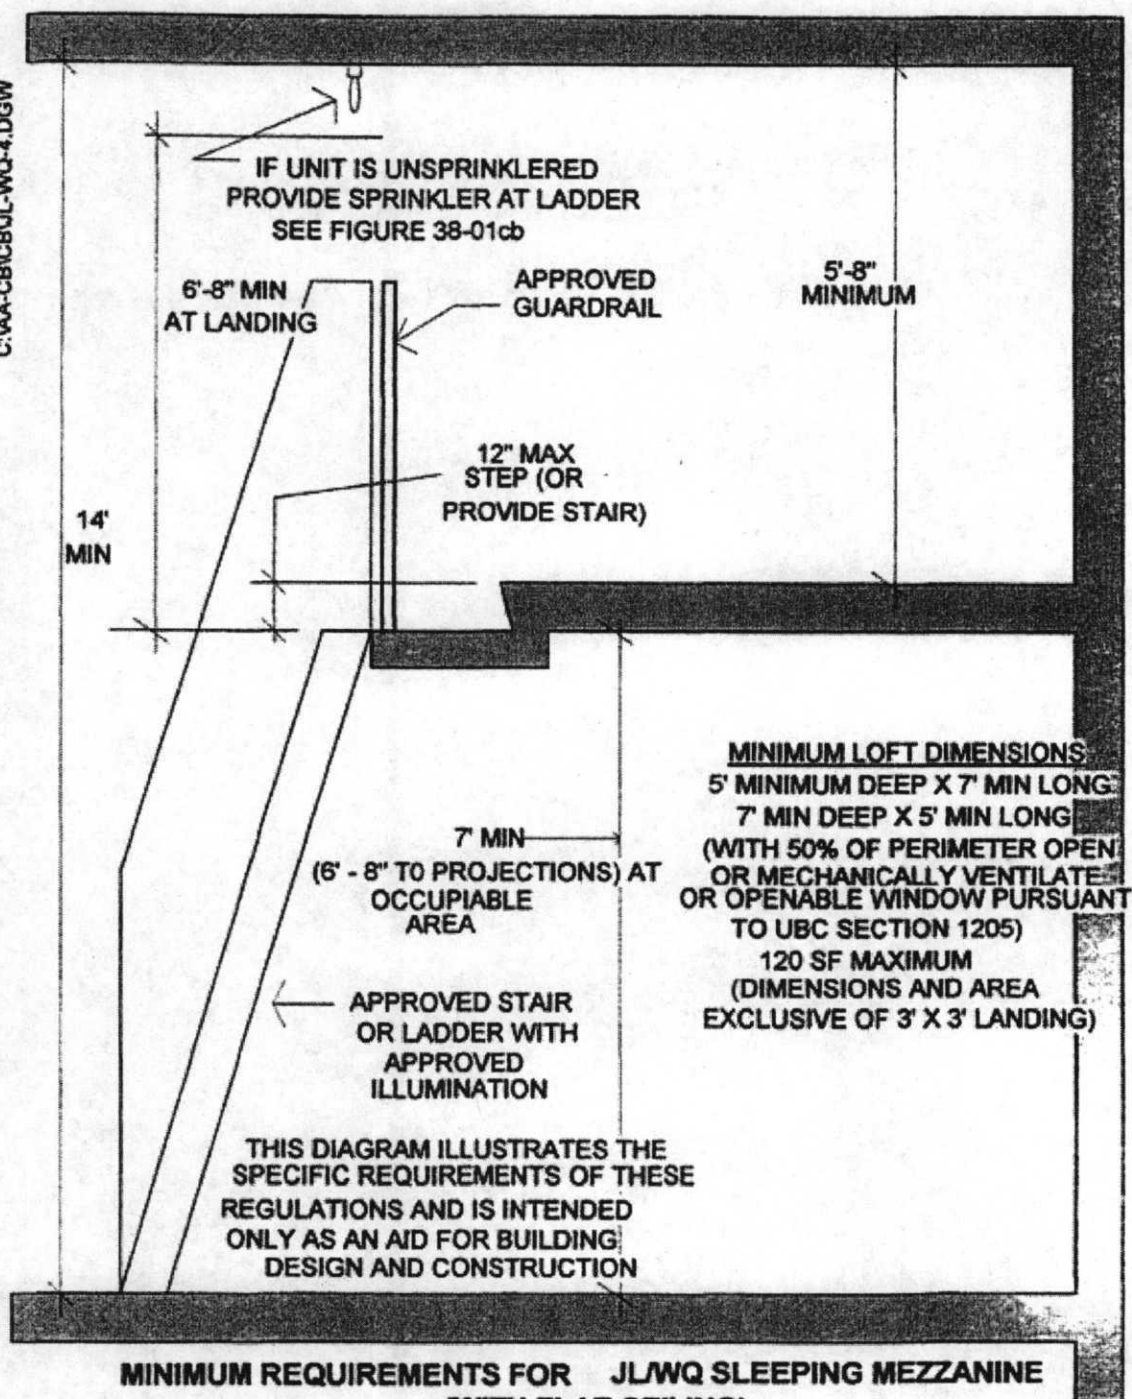 C:\AA-CB\CBQL-WQ-4.DGW
IF UNIT IS UNSPRINKLERED
PROVIDE SPRINKLER AT LADDER
SEE FIGURE 38-01cb
6'-8" MIN
AT LANDING
APPROVED
GUARDRAIL
5'-8"
MINIMUM
12" MAX
STEP (OR
PROVIDE STAIR)
14'
MIN
MINIMUM LOFT DIMENSIONS
5' MINIMUM DEEP X 7' MIN LONG
7' MIN DEEP X 5' MIN LONG
(WITH 50% OF PERIMETER OPEN
OR MECHANICALLY VENTILATE
OR OPENABLE WINDOW PURSUANT
TO UBC SECTION 1205)
120 SF MAXIMUM
(DIMENSIONS AND AREA
EXCLUSIVE OF 3' X 3' LANDING)
7' MIN
(6' - 8" TO PROJECTIONS) AT
OCCUPIABLE
AREA
APPROVED STAIR
OR LADDER WITH
APPROVED
ILLUMINATION
THIS DIAGRAM ILLUSTRATES THE
SPECIFIC REQUIREMENTS OF THESE
REGULATIONS AND IS INTENDED
ONLY AS AN AID FOR BUILDING
DESIGN AND CONSTRUCTION
MINIMUM REQUIREMENTS FOR JL/WQ SLEEPING MEZZANINE